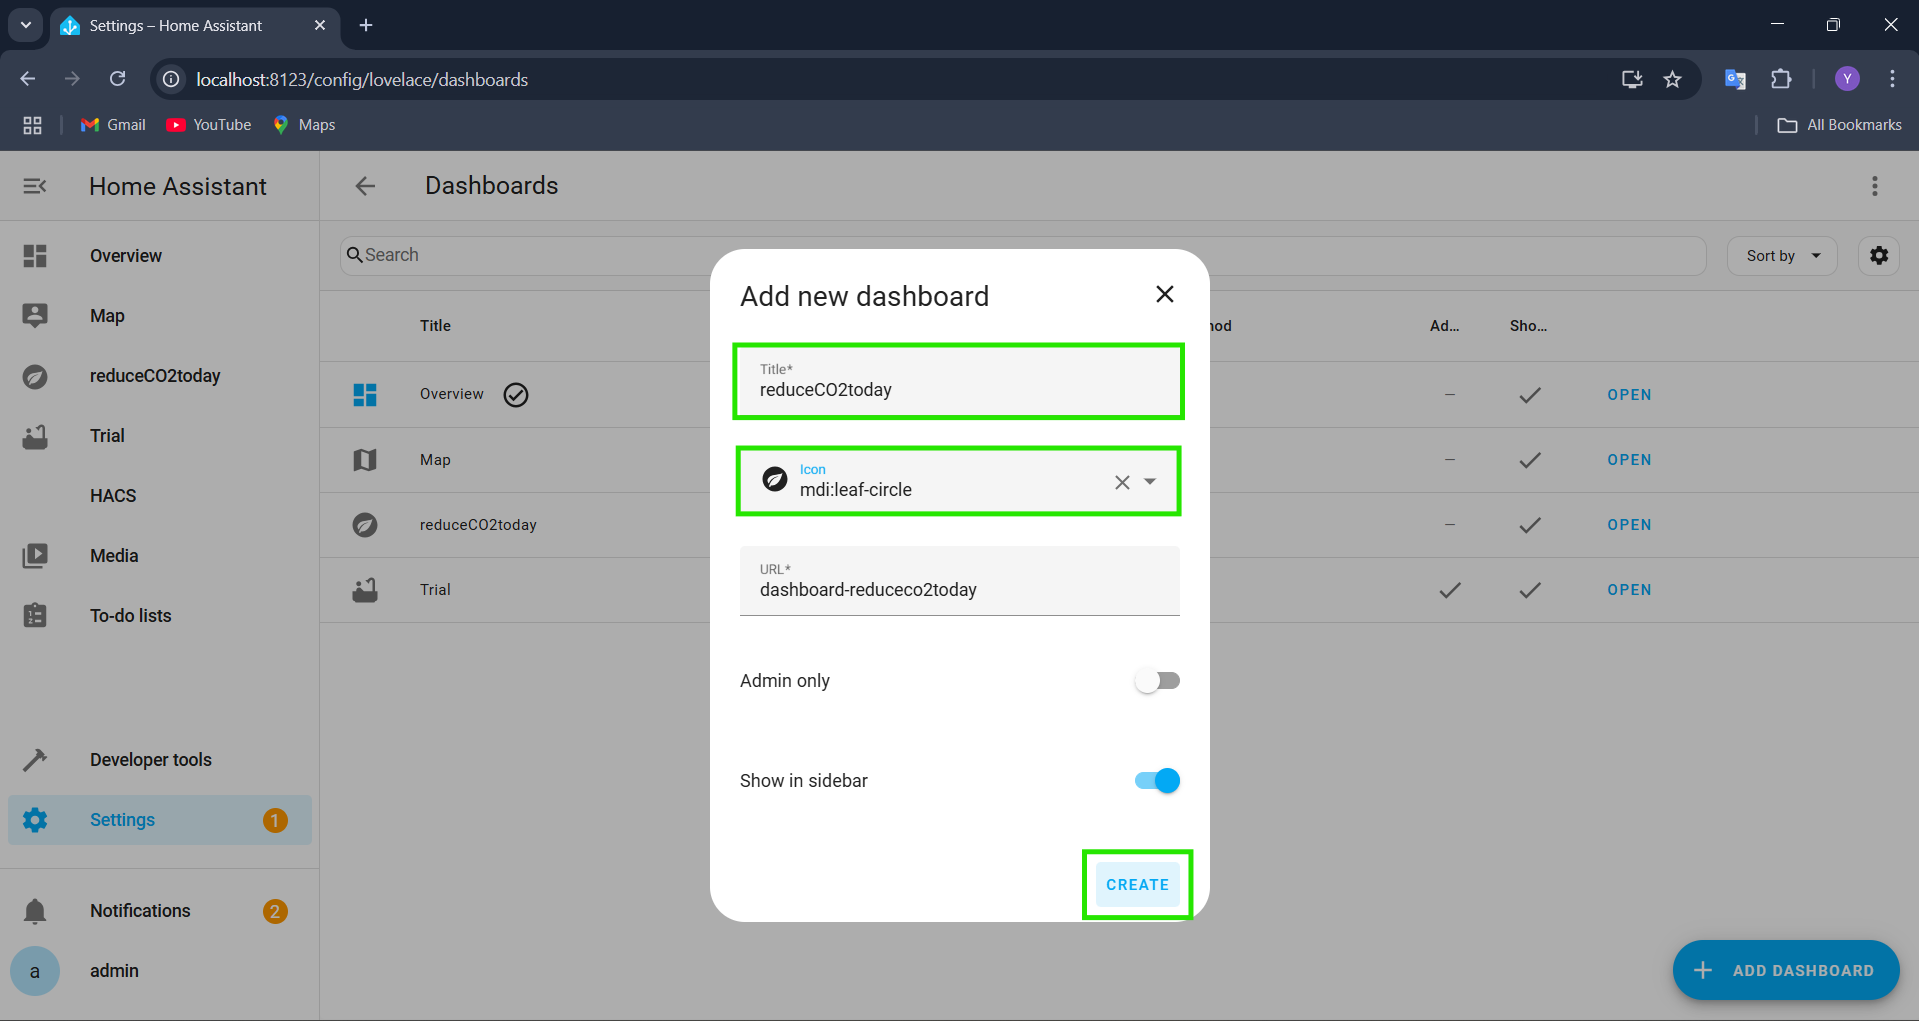 Settings – Home Assistant
localhost:8123/config/lovelace/dashboards
Y
Gmail
YouTube
Maps
All Bookmarks
Home Assistant
Dashboards
Overview
Map
reduceCO2today
Trial
HACS
Media
To-do lists
Developer tools
Settings
1
Notifications
2
a
admin
Search
Sort by
Title
Ad...
Sho...
Overview
–
OPEN
Map
–
OPEN
reduceCO2today
–
OPEN
Trial
OPEN
Add new dashboard
Title*
reduceCO2today
Icon
mdi:leaf-circle
URL*
dashboard-reduceco2today
Admin only
Show in sidebar
CREATE
ADD DASHBOARD